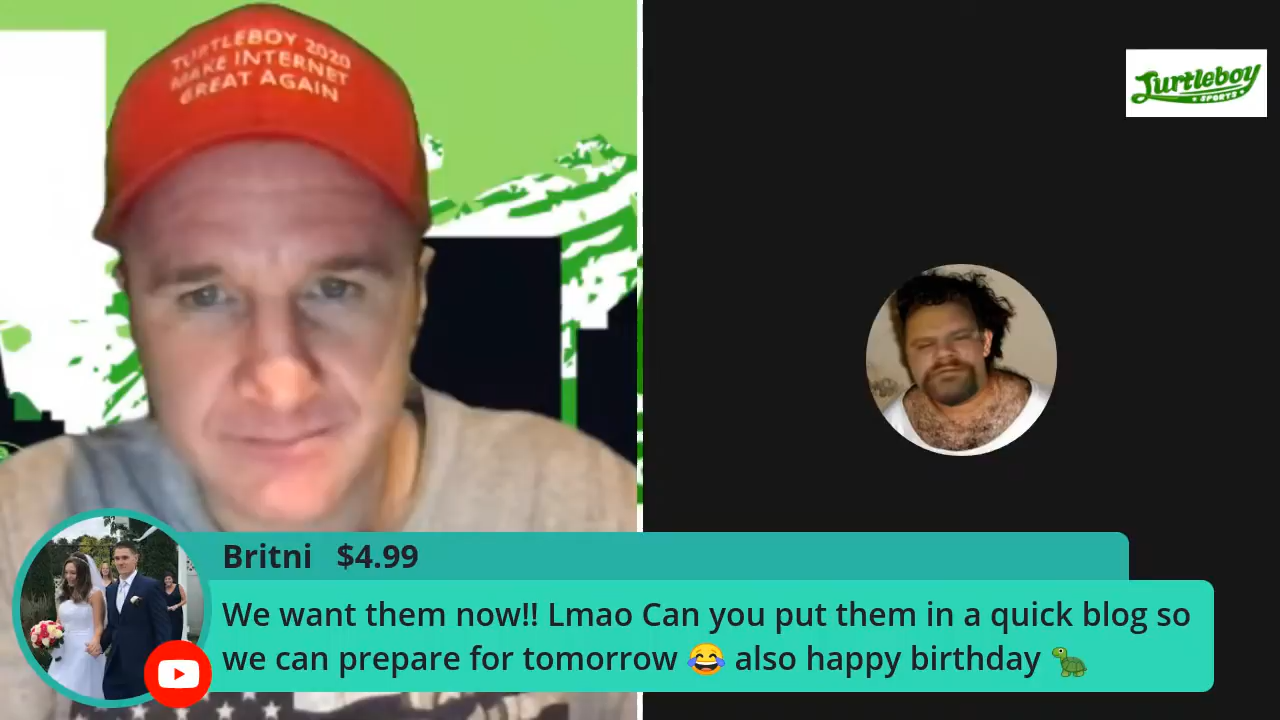 TURTLEBOY 2020
MAKE INTERNET
GREAT AGAIN
Turtleboy
SPORTS
Britni $4.99
We want them now!! Lmao Can you put them in a quick blog so
we can prepare for tomorrow 😂 also happy birthday 🐢